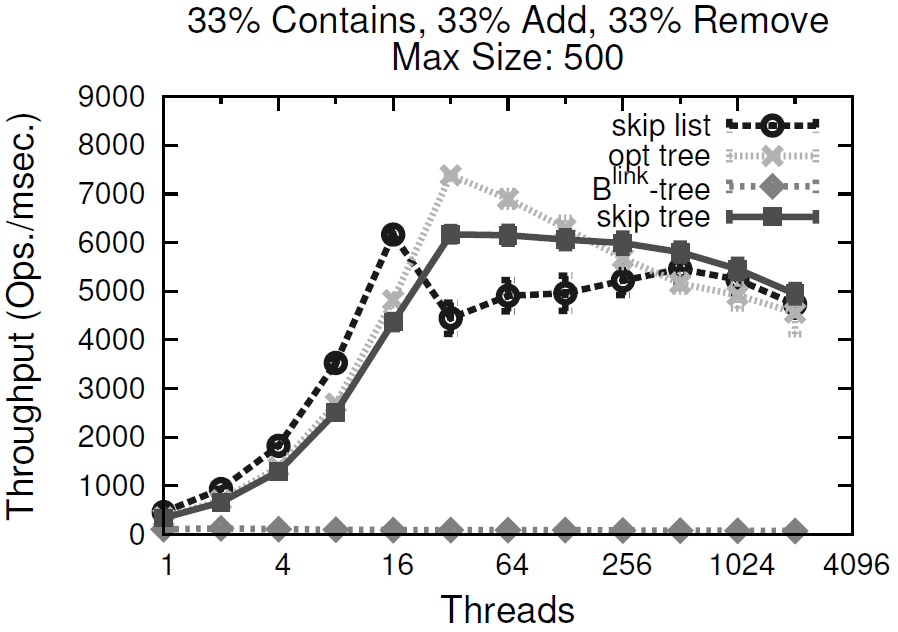 33% Contains, 33% Add, 33% Remove
Max Size: 500
Throughput (Ops./msec.)
9000
8000
7000
6000
5000
4000
3000
2000
1000
0
skip list
opt tree
Blink-tree
skip tree
1 4 16 64 256 1024 4096
Threads